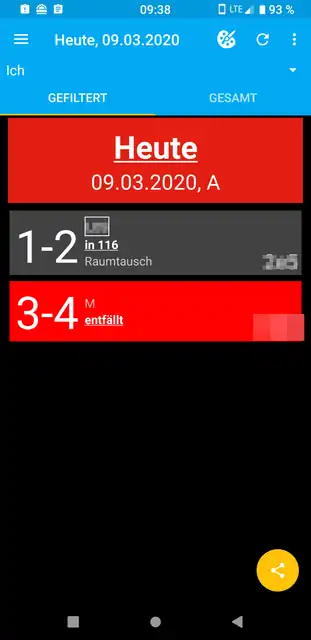 09:38
LTE
93 %
Heute, 09.03.2020
Ich
GEFILTERT
GESAMT
Heute
09.03.2020, A
1-2
in 116
Raumtausch
3-4
M
entfällt